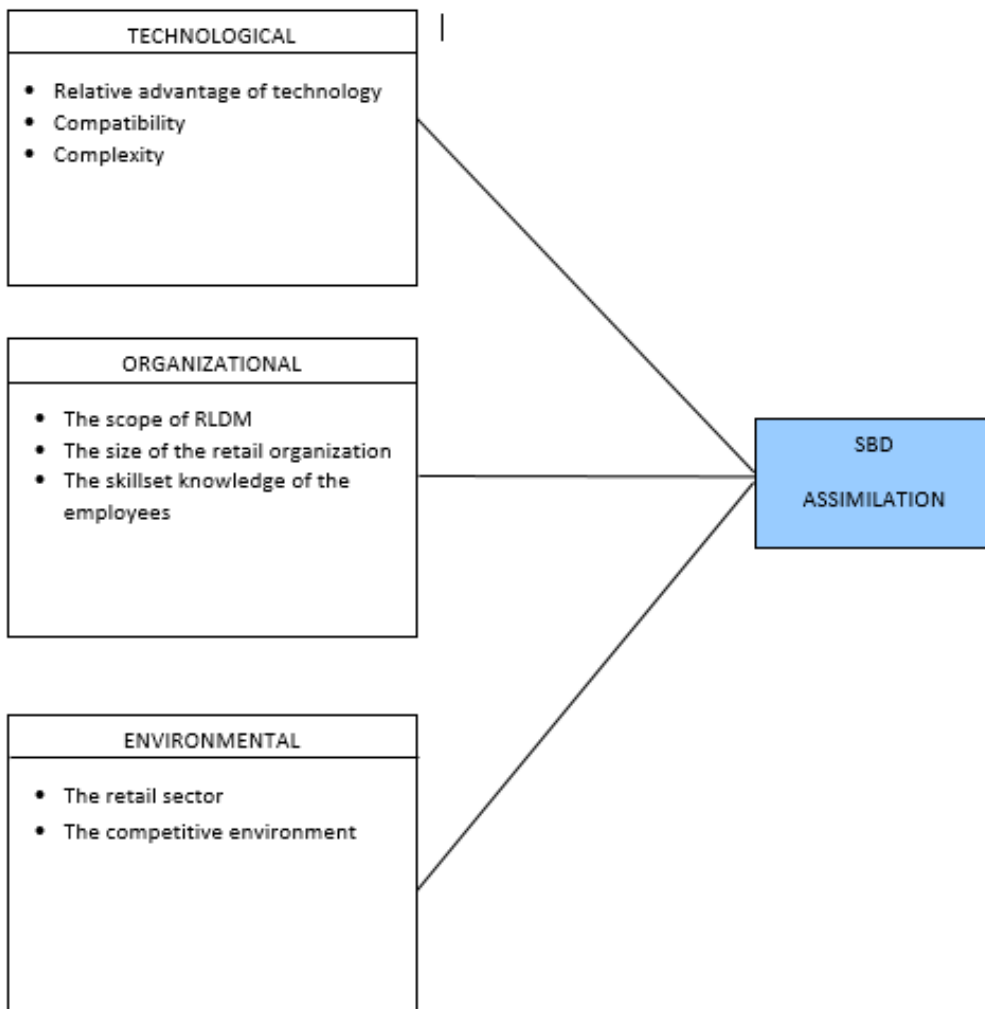 TECHNOLOGICAL
• Relative advantage of technology
• Compatibility
• Complexity
ORGANIZATIONAL
• The scope of RLDM
• The size of the retail organization
• The skillset knowledge of the
employees
SBD
ASSIMILATION
ENVIRONMENTAL
• The retail sector
• The competitive environment